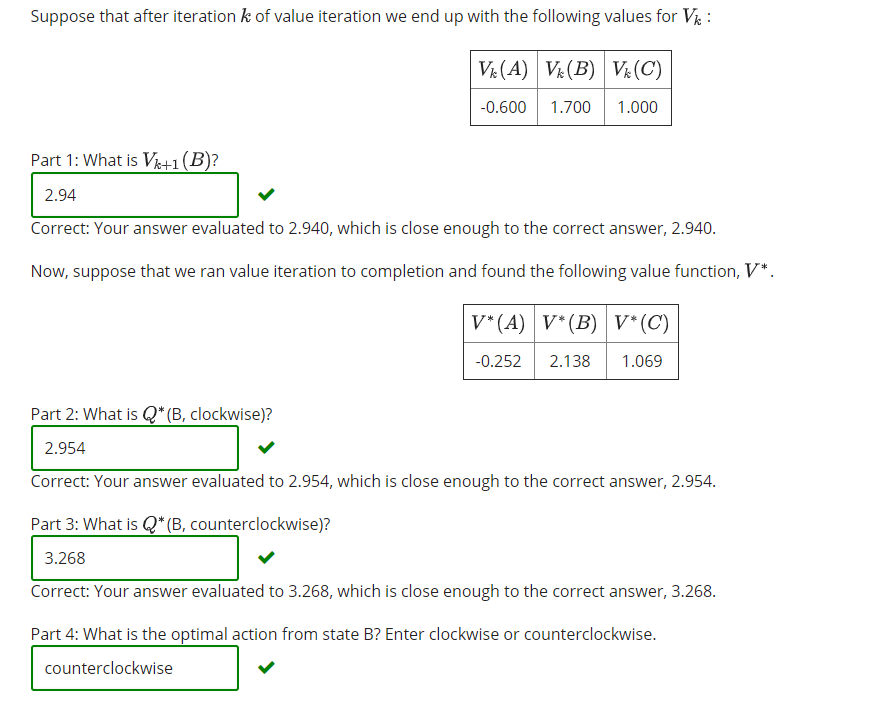 Suppose that after iteration k of value iteration we end up with the following values for Vₖ :
Vₖ(A) Vₖ(B) Vₖ(C)
-0.600 1.700 1.000
Part 1: What is Vₖ₊₁(B)?
2.94 ✔
Correct: Your answer evaluated to 2.940, which is close enough to the correct answer, 2.940.
Now, suppose that we ran value iteration to completion and found the following value function, V*.
V*(A) V*(B) V*(C)
-0.252 2.138 1.069
Part 2: What is Q*(B, clockwise)?
2.954 ✔
Correct: Your answer evaluated to 2.954, which is close enough to the correct answer, 2.954.
Part 3: What is Q*(B, counterclockwise)?
3.268 ✔
Correct: Your answer evaluated to 3.268, which is close enough to the correct answer, 3.268.
Part 4: What is the optimal action from state B? Enter clockwise or counterclockwise.
counterclockwise ✔